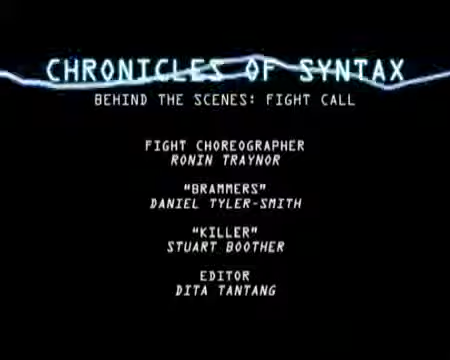 CHRONICLES OF SYNTAX
BEHIND THE SCENES: FIGHT CALL
FIGHT CHOREOGRAPHER
RONIN TRAYNOR
"BRAMMERS"
DANIEL TYLER-SMITH
"KILLER"
STUART BOOTHER
EDITOR
DITA TANTANG